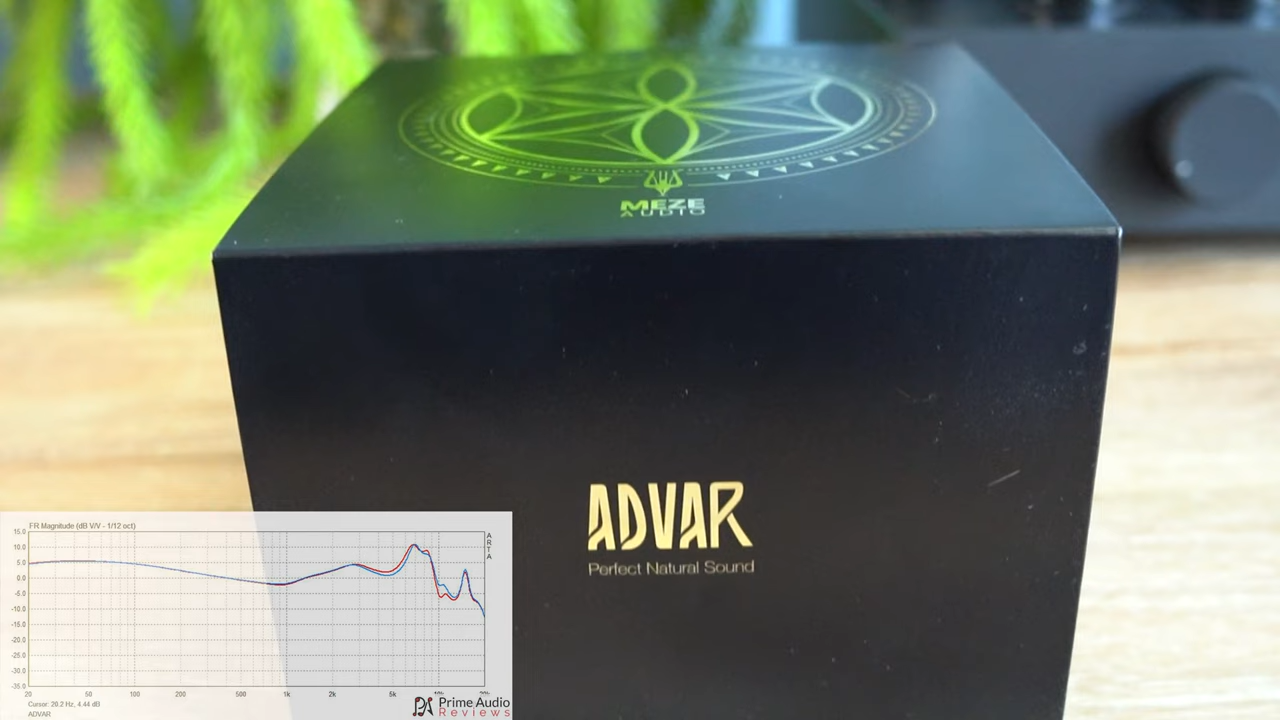 MEZE
AUDIO
ADVAR
Perfect Natural Sound
FR Magnitude (dB V/V - 1/12 oct)
15.0
10.0
5.0
0.0
-5.0
-10.0
-15.0
-20.0
-25.0
-30.0
-35.0
A
R
T
A
20 50 100 200 500 1k 2k 5k 10k 20k
Cursor: 20.2 Hz, 4.44 dB
ADVAR
Prime Audio
Reviews